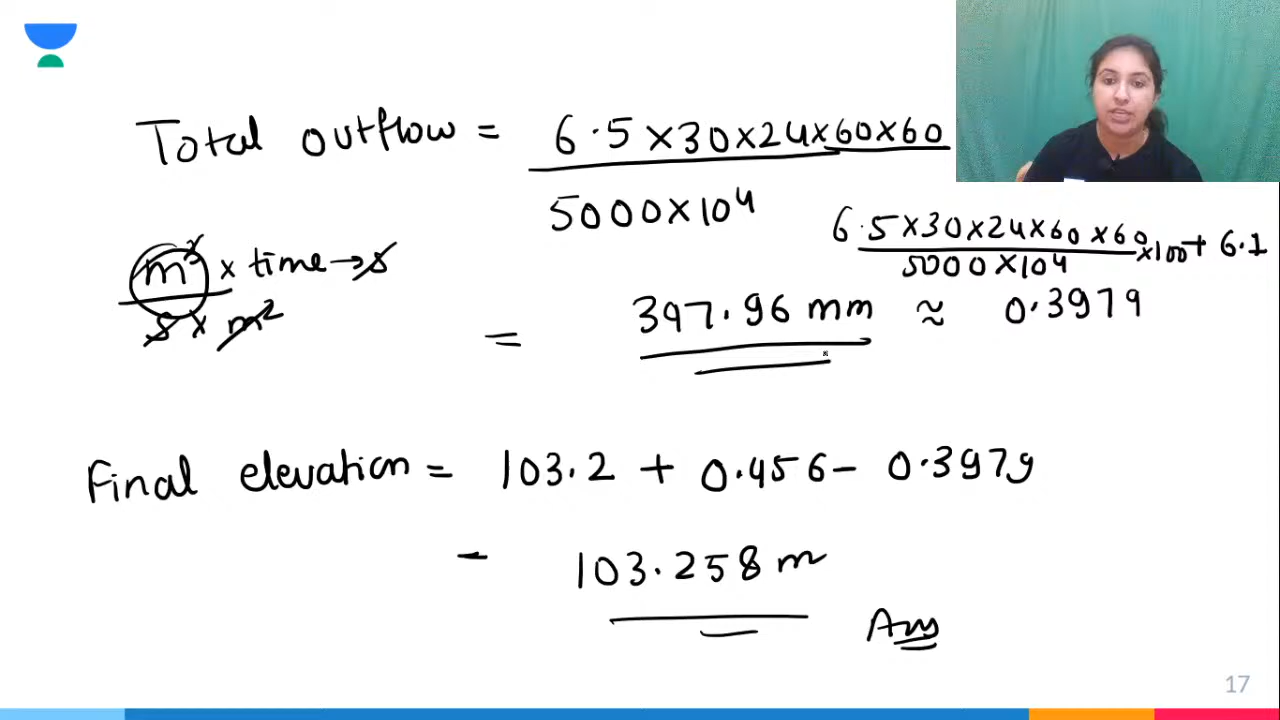 Total outflow = 6.5 × 30 × 24 × 60 × 60
5000 × 10⁴
6.5 × 30 × 24 × 60 × 60 × 100 + 6.1
5000 × 10⁴
m³ × time → s
s × m²
= 397.96 mm ≈ 0.3979
Final elevation = 103.2 + 0.456 - 0.3979
- 103.258 m
Ans
17